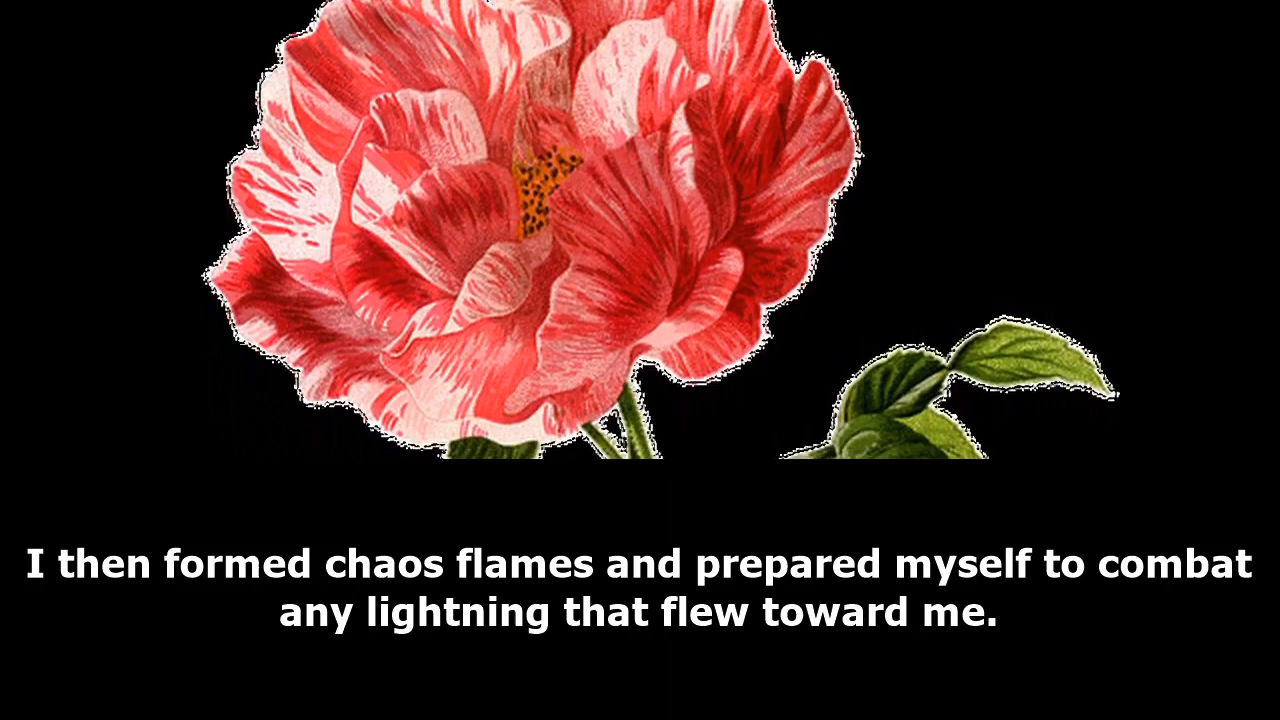 I then formed chaos flames and prepared myself to combat
any lightning that flew toward me.